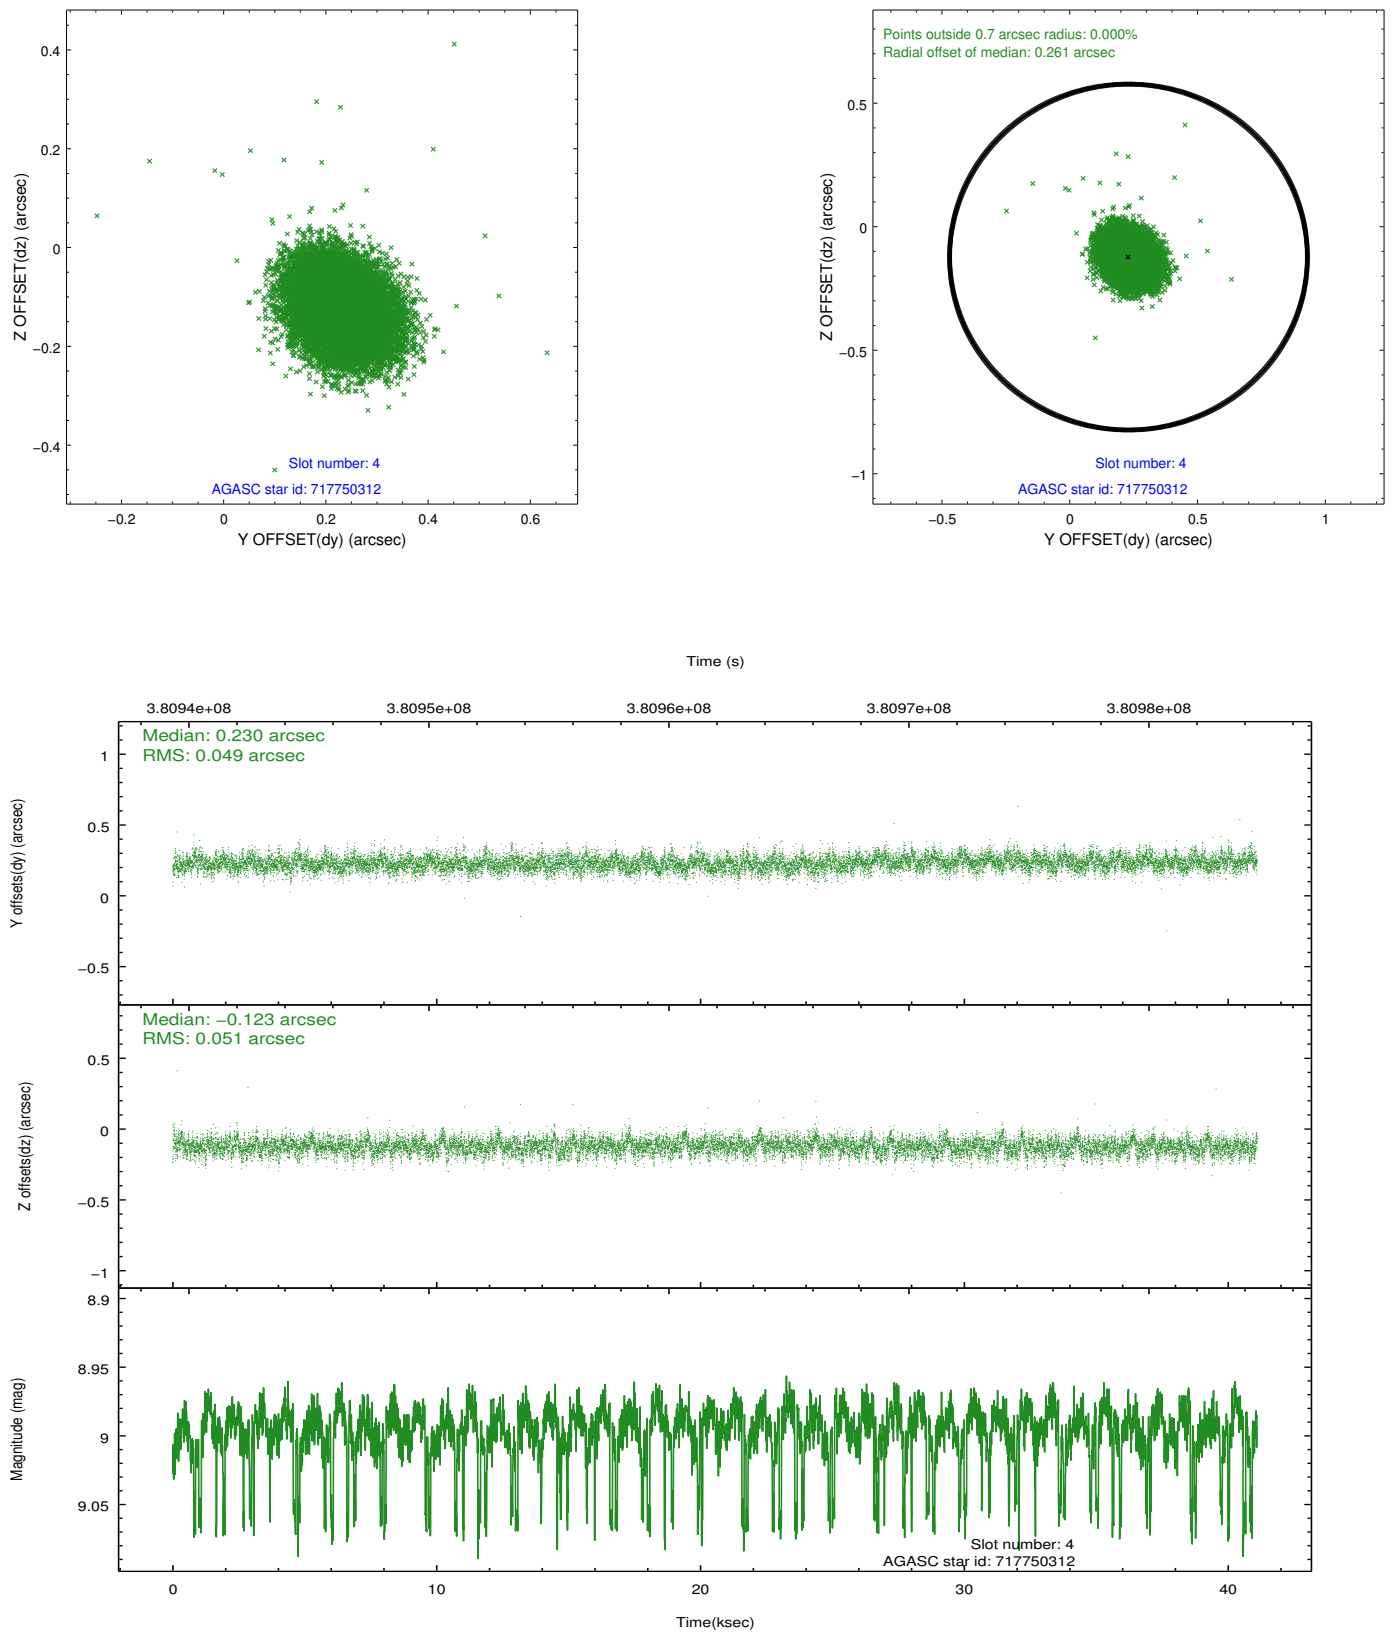 0.4
0.2
0
−0.2
−0.4
Z OFFSET(dz) (arcsec)
Slot number: 4
AGASC star id: 717750312
−0.2 0 0.2 0.4 0.6
Y OFFSET(dy) (arcsec)
Points outside 0.7 arcsec radius: 0.000%
Radial offset of median: 0.261 arcsec
0.5
0
−0.5
−1
Z OFFSET(dz) (arcsec)
Slot number: 4
AGASC star id: 717750312
−0.5 0 0.5 1
Y OFFSET(dy) (arcsec)
Time (s)
3.8094e+08 3.8095e+08 3.8096e+08 3.8097e+08 3.8098e+08
Median: 0.230 arcsec
RMS: 0.049 arcsec
1
0.5
0
−0.5
Y offsets(dy) (arcsec)
Median: −0.123 arcsec
RMS: 0.051 arcsec
0.5
0
−0.5
−1
Z offsets(dz) (arcsec)
8.9
8.95
9
9.05
Magnitude (mag)
Slot number: 4
AGASC star id: 717750312
0 10 20 30 40
Time(ksec)